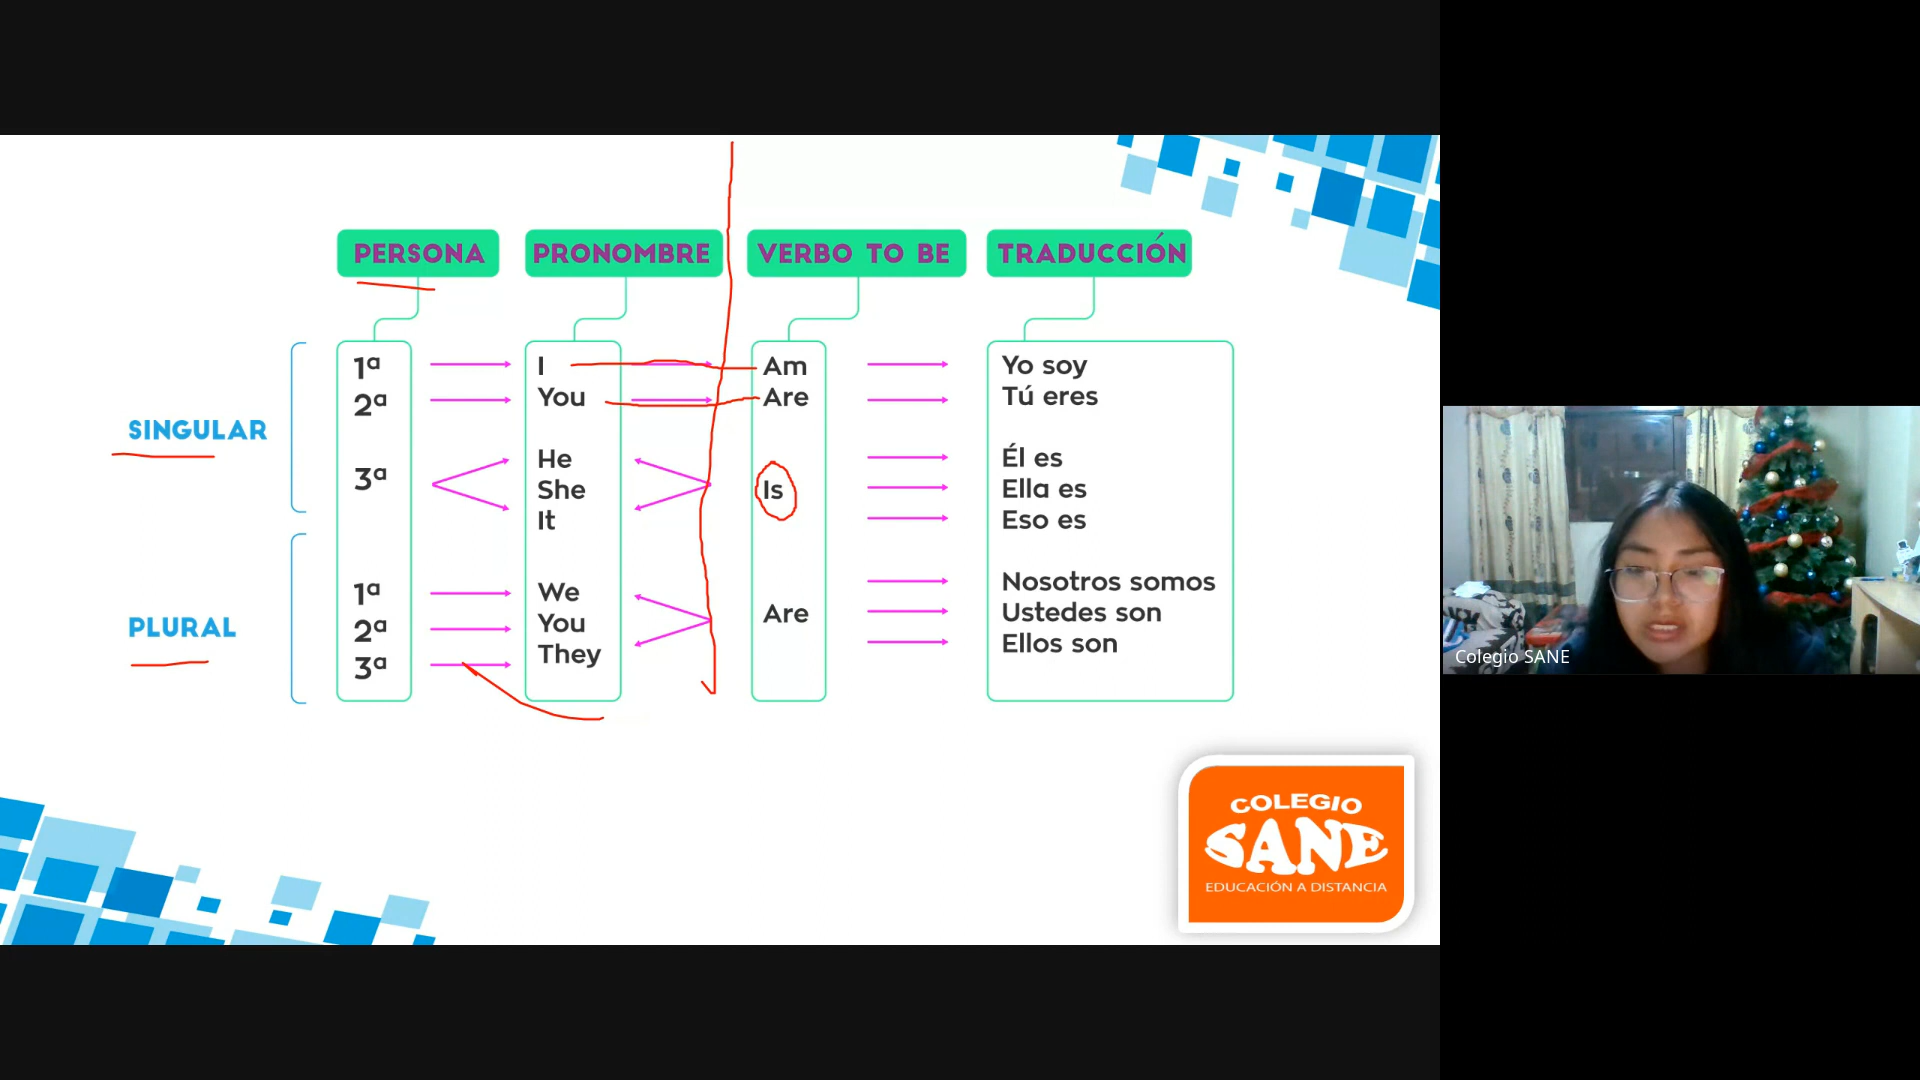 PERSONA PRONOMBRE VERBO TO BE TRADUCCIÓN
1ª I Am Yo soy
2ª You Are Tú eres
SINGULAR
He Él es
3ª She Is Ella es
It Eso es
1ª We Nosotros somos
PLURAL
2ª You Are Ustedes son
3ª They Ellos son
Colegio SANE
COLEGIO
SANE
EDUCACIÓN A DISTANCIA